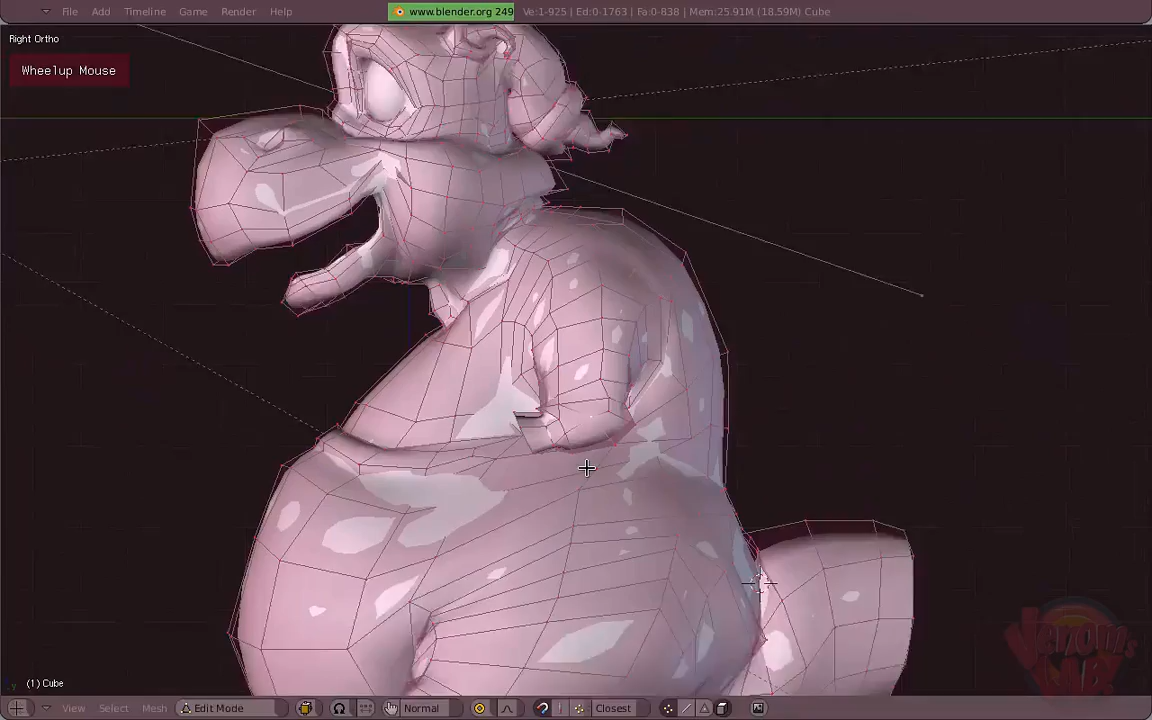 File Add Timeline Game Render Help www.blender.org 249 Ve:1-925 | Ed:0-1763 | Fa:0-838 | Mem:25.91M (18.59M) Cube
Right Ortho
Wheelup Mouse
Venom's
LAB
(1) Cube
View Select Mesh Edit Mode Normal Closest